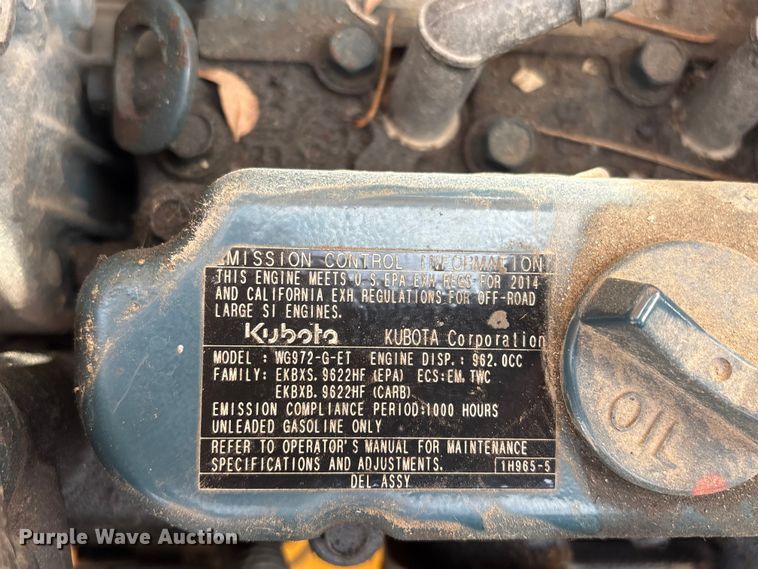 EMISSION CONTROL INFORMATION
THIS ENGINE MEETS U.S.EPA EXH REGS FOR 2014
AND CALIFORNIA EXH REGULATIONS FOR OFF-ROAD
LARGE SI ENGINES.
Kubota KUBOTA Corporation
MODEL : WG972-G-ET ENGINE DISP.: 962.0CC
FAMILY: EKBXS.9622HF (EPA) ECS:EM,TWC
EKBXB.9622HF (CARB)
EMISSION COMPLIANCE PERIOD:1000 HOURS
UNLEADED GASOLINE ONLY
REFER TO OPERATOR'S MANUAL FOR MAINTENANCE
SPECIFICATIONS AND ADJUSTMENTS. 1H965-5
DEL ASSY
OIL
Purple Wave Auction